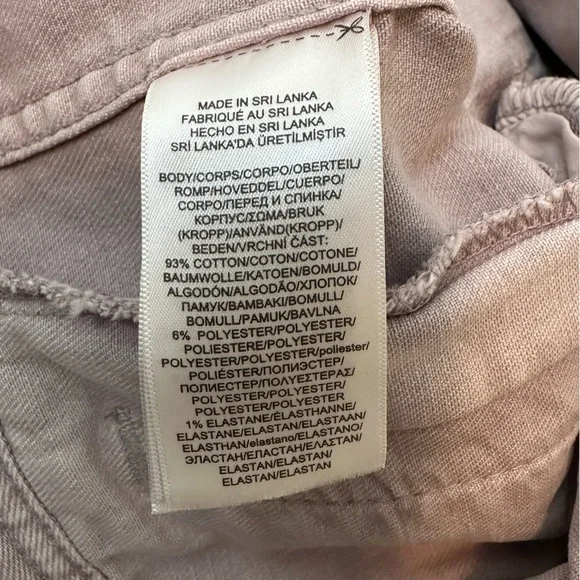 MADE IN SRI LANKA
FABRIQUÉ AU SRI LANKA
HECHO EN SRI LANKA
SRİ LANKA'DA ÜRETİLMİŞTİR
BODY/CORPS/CORPO/OBERTEIL/
ROMP/HOVEDDEL/CUERPO/
CORPO/ПЕРЕД И СПИНКА/
КОРПУС/ΣΩΜΑ/BRUK
(KROPP)/ANVÄND(KROPP)/
BEDEN/VRCHNÍ ČÁST:
93% COTTON/COTON/COTONE/
BAUMWOLLE/KATOEN/BOMULD/
ALGODÓN/ALGODÃO/ХЛОПОК/
ПАМУК/ΒΑΜΒΑΚΙ/BOMULL/
BOMULL/PAMUK/BAVLNA
6% POLYESTER/POLYESTER/
POLIESTERE/POLYESTER/
POLYESTER/POLYESTER/poliester/
POLIÉSTER/ПОЛИЭСТЕР/
ПОЛИЕСТЕР/ΠΟΛΥΕΣΤΕΡΑΣ/
POLYESTER/POLYESTER/
POLYESTER/POLYESTER
1% ELASTANE/ÉLASTHANNE/
ELASTANE/ELASTAN/ELASTAAN/
ELASTHAN/elastano/ELASTANO/
ЭЛАСТАН/ЕЛАСТАН/ΕΛΑΣΤΑΝ/
ELASTAN/ELASTAN/
ELASTAN/ELASTAN